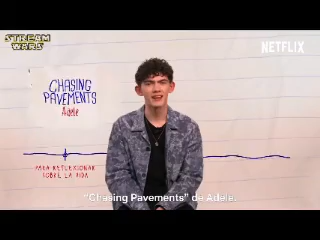 STREAM
WARS
NETFLIX
CHASING
PAVEMENTS
Adele
PARA REFLEXIONAR
SOBRE LA VIDA
"Chasing Pavements" de Adele.